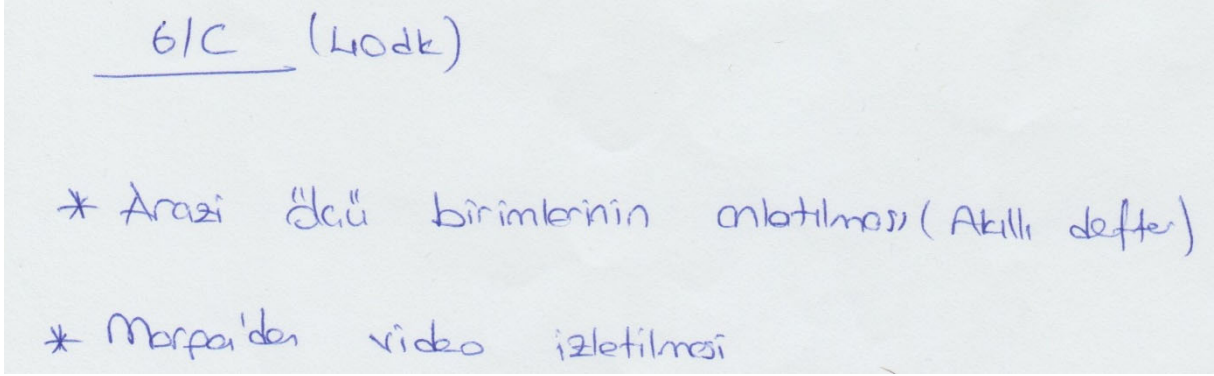 6/C (40dk)
* Arazi ölçü birimlerinin anlatılması (Akıllı defter)
* Morpa'dan video izletilmesi